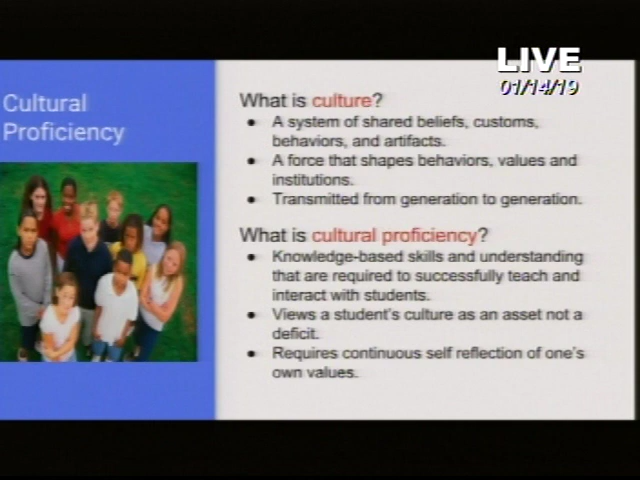 LIVE
01/14/19
Cultural
Proficiency
What is culture?
● A system of shared beliefs, customs,
behaviors, and artifacts.
● A force that shapes behaviors, values and
institutions.
● Transmitted from generation to generation.
What is cultural proficiency?
● Knowledge-based skills and understanding
that are required to successfully teach and
interact with students.
● Views a student's culture as an asset not a
deficit.
● Requires continuous self reflection of one's
own values.